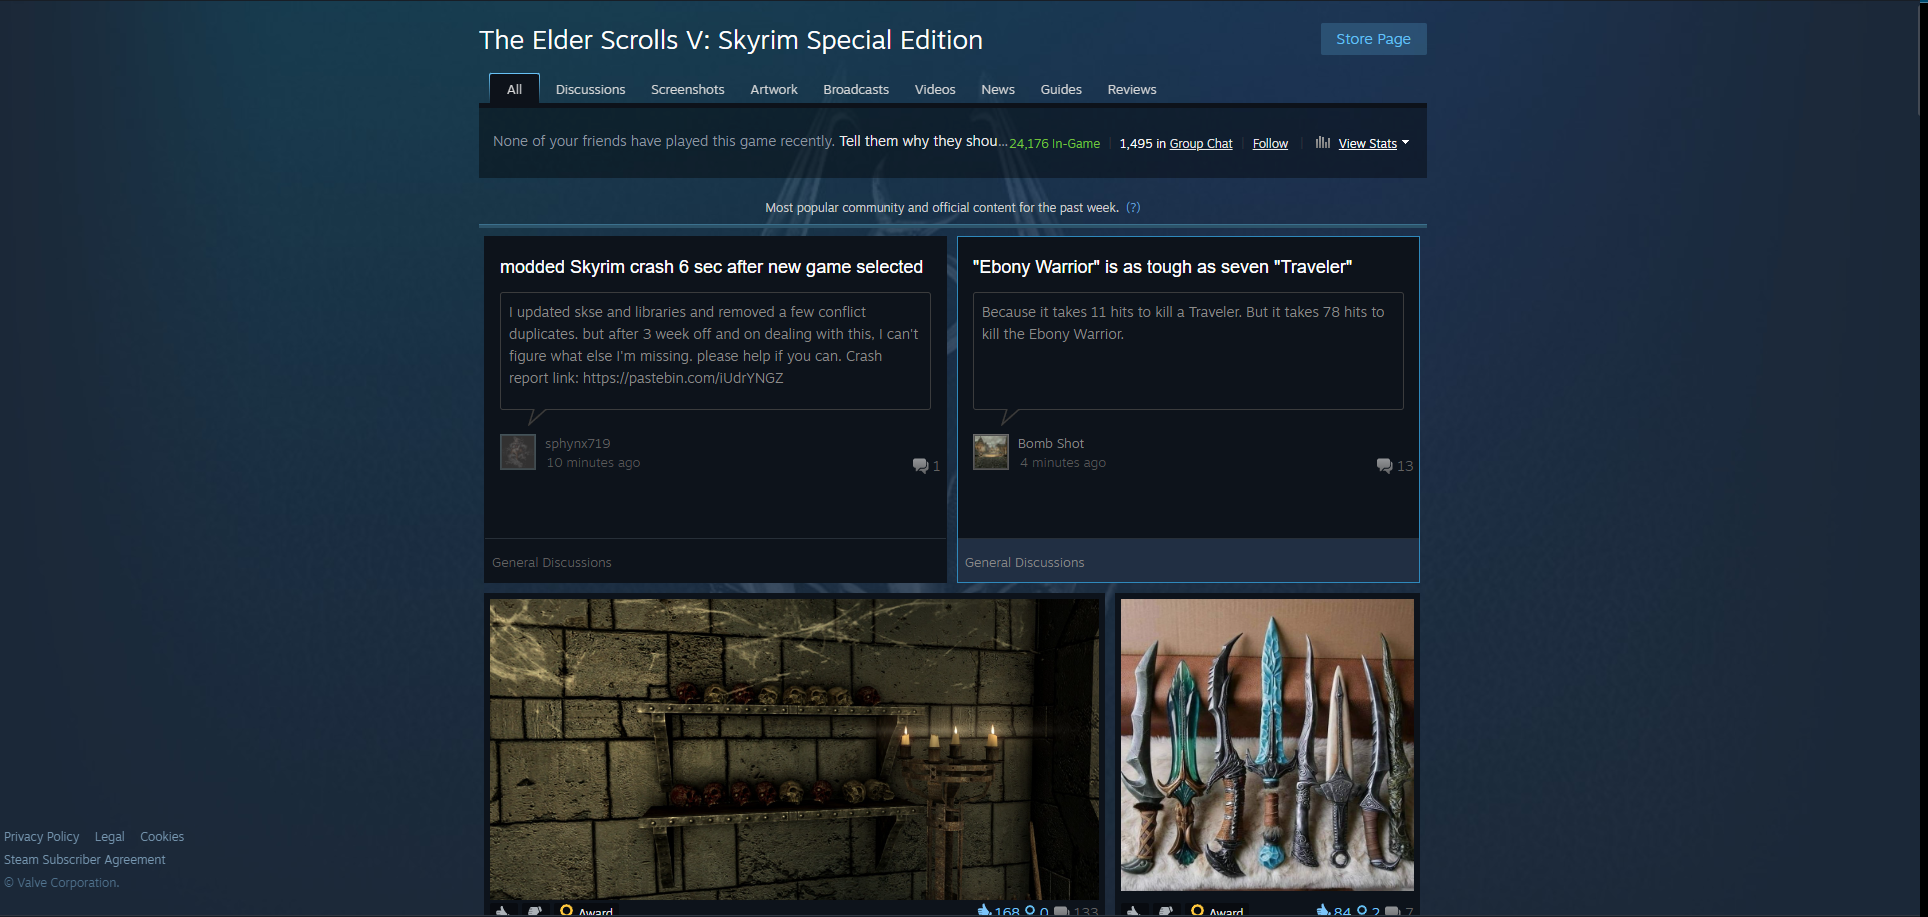 The Elder Scrolls V: Skyrim Special Edition
Store Page
All Discussions Screenshots Artwork Broadcasts Videos News Guides Reviews
None of your friends have played this game recently. Tell them why they shou... 24,176 In-Game 1,495 in Group Chat Follow View Stats
Most popular community and official content for the past week. (?)
modded Skyrim crash 6 sec after new game selected
I updated skse and libraries and removed a few conflict
duplicates. but after 3 week off and on dealing with this, I can't
figure what else I'm missing. please help if you can. Crash
report link: https://pastebin.com/iUdrYNGZ
sphynx719
10 minutes ago
1
General Discussions
"Ebony Warrior" is as tough as seven "Traveler"
Because it takes 11 hits to kill a Traveler. But it takes 78 hits to
kill the Ebony Warrior.
Bomb Shot
4 minutes ago
13
General Discussions
Award 168 0 133
Award 84 2 7
Privacy Policy Legal Cookies
Steam Subscriber Agreement
© Valve Corporation.